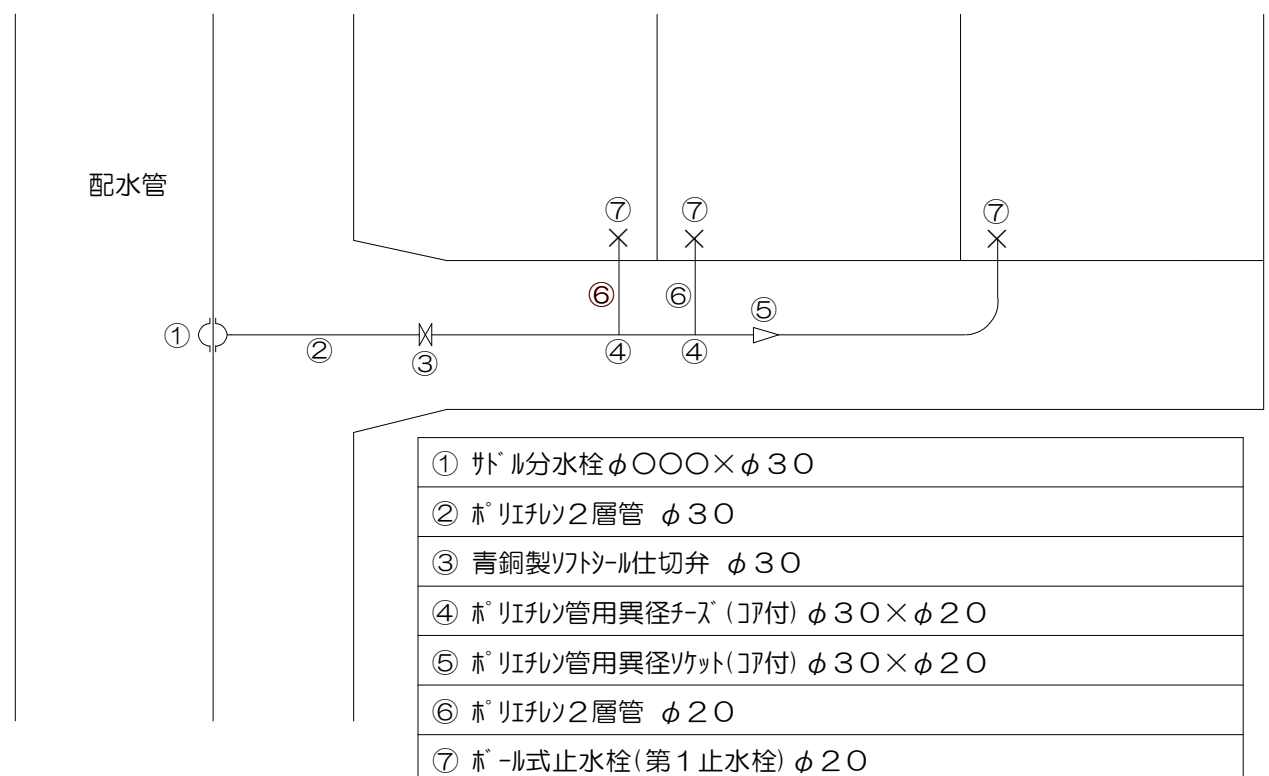 配水管
⑦ ⑦ ⑦
⑥ ⑥ ⑤
①
② ③ ④ ④
① ｻﾄﾞﾙ分水栓φ〇〇〇×φ３０
② ﾎﾟﾘｴﾁﾚﾝ２層管 φ３０
③ 青銅製ｿﾌﾄｼｰﾙ仕切弁 φ３０
④ ﾎﾟﾘｴﾁﾚﾝ管用異径ﾁｰｽﾞ(ｺｱ付)φ３０×φ２０
⑤ ﾎﾟﾘｴﾁﾚﾝ管用異径ｿｹｯﾄ(ｺｱ付)φ３０×φ２０
⑥ ﾎﾟﾘｴﾁﾚﾝ２層管 φ２０
⑦ ﾎﾞｰﾙ式止水栓(第１止水栓)φ２０